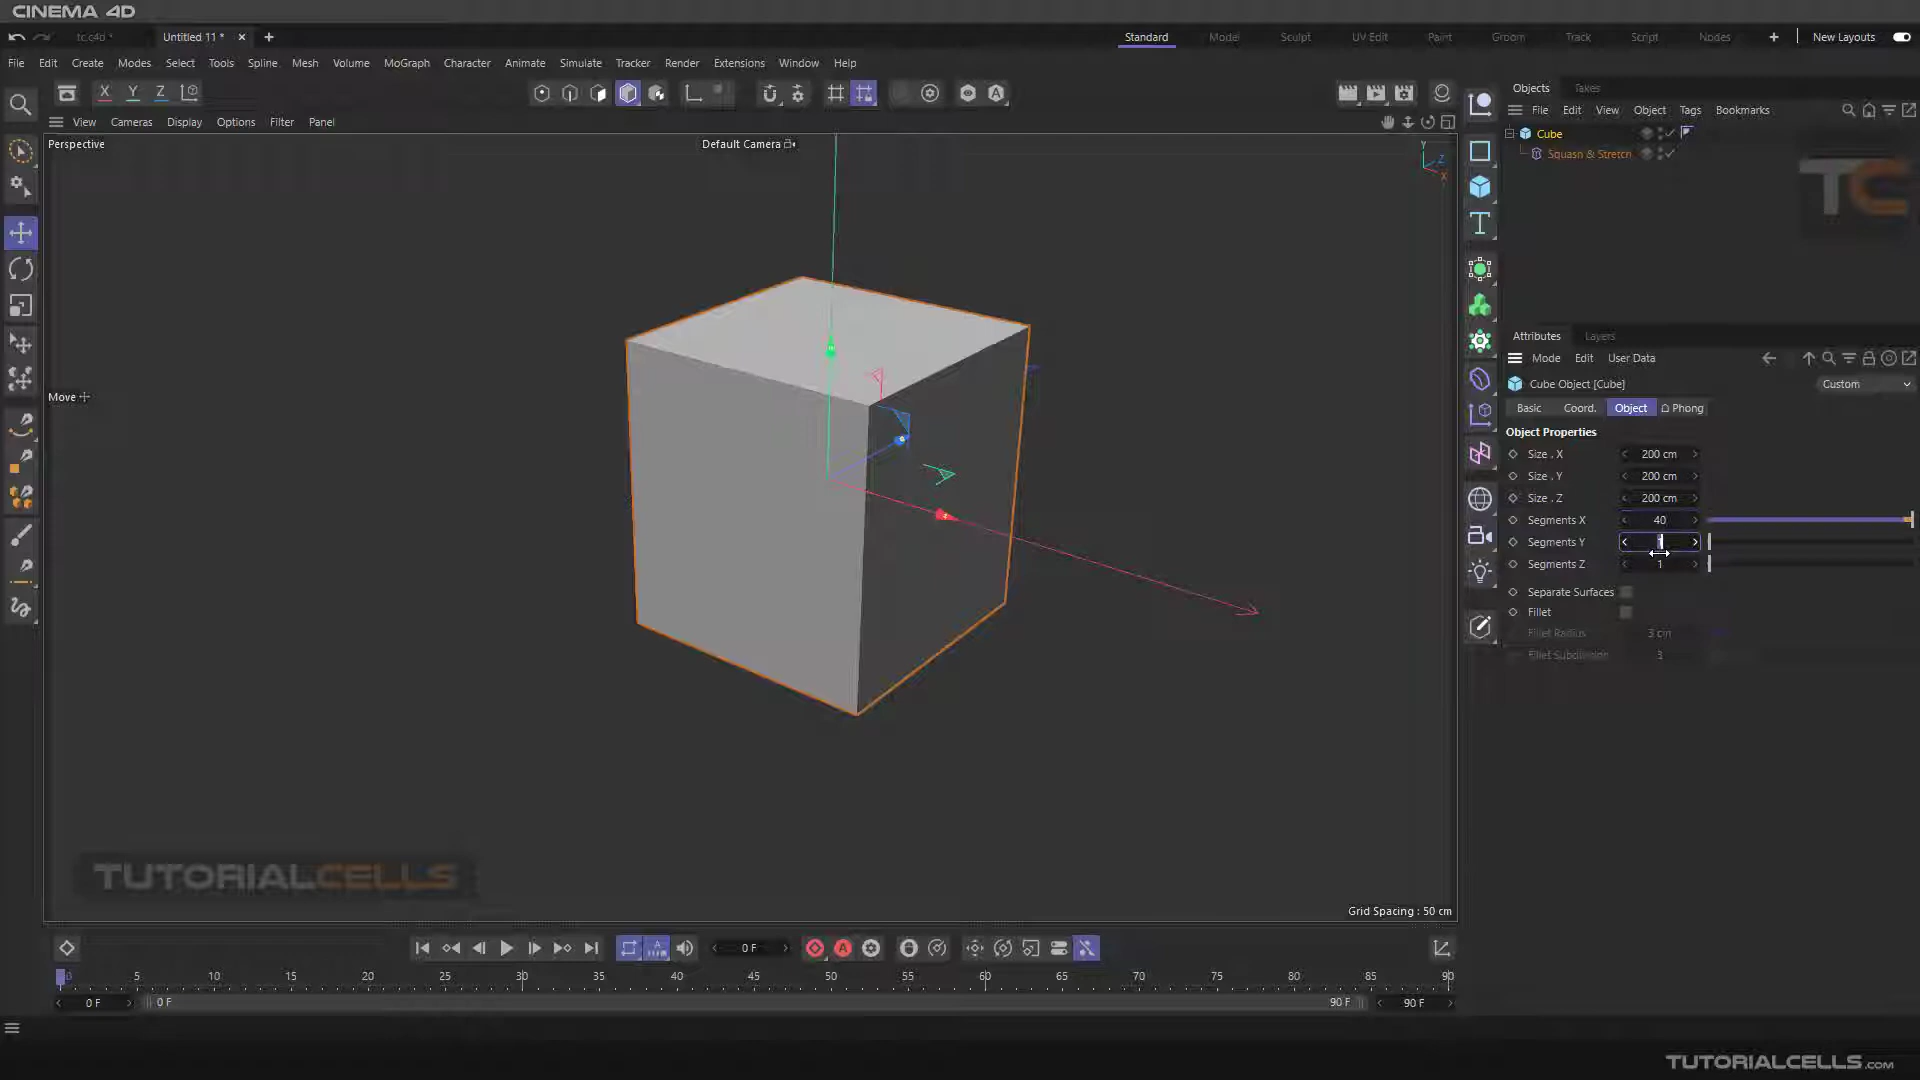 CINEMA 4D
tc.c4d *
Untitled 11 *
Standard Model Sculpt UV Edit Paint Groom Track Script Nodes New Layouts
File Edit Create Modes Select Tools Spline Mesh Volume MoGraph Character Animate Simulate Tracker Render Extensions Window Help
X Y Z
View Cameras Display Options Filter Panel
Perspective
Default Camera
Y
Z
X
Move
Objects Takes
File Edit View Object Tags Bookmarks
Cube
Squash & Stretch
TC
Attributes Layers
Mode Edit User Data
Cube Object [Cube]
Custom
Basic Coord. Object Phong
Object Properties
Size . X 200 cm
Size . Y 200 cm
Size . Z 200 cm
Segments X 40
Segments Y 1
Segments Z 1
Separate Surfaces
Fillet
Fillet Radius 3 cm
Fillet Subdivision 3
TUTORIALCELLS
Grid Spacing : 50 cm
0 F
0 5 10 15 20 25 30 35 40 45 50 55 60 65 70 75 80 85 90
0 F 0 F 90 F 90 F
TUTORIALCELLS.COM